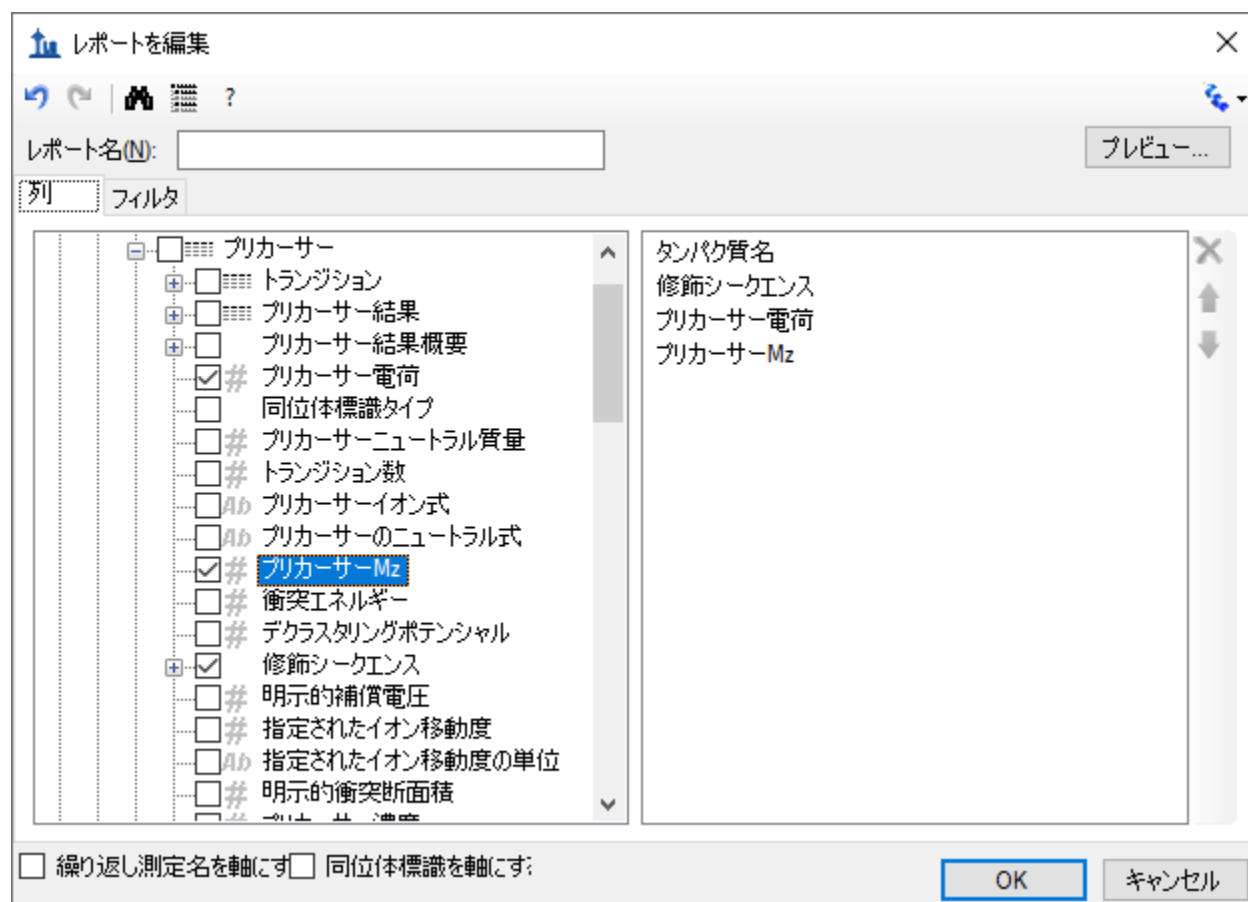 レポートを編集
?
レポート名(N):
プレビュー...
列
フィルタ
プリカーサー
トランジション
プリカーサー結果
プリカーサー結果概要
# プリカーサー電荷
同位体標識タイプ
# プリカーサーニュートラル質量
# トランジション数
Ab プリカーサーイオン式
Ab プリカーサーのニュートラル式
# プリカーサーMz
# 衝突エネルギー
# デクラスタリングポテンシャル
修飾シークエンス
# 明示的補償電圧
# 指定されたイオン移動度
Ab 指定されたイオン移動度の単位
# 明示的衝突断面積
タンパク質名
修飾シークエンス
プリカーサー電荷
プリカーサーMz
繰り返し測定名を軸にす
同位体標識を軸にす
OK
キャンセル